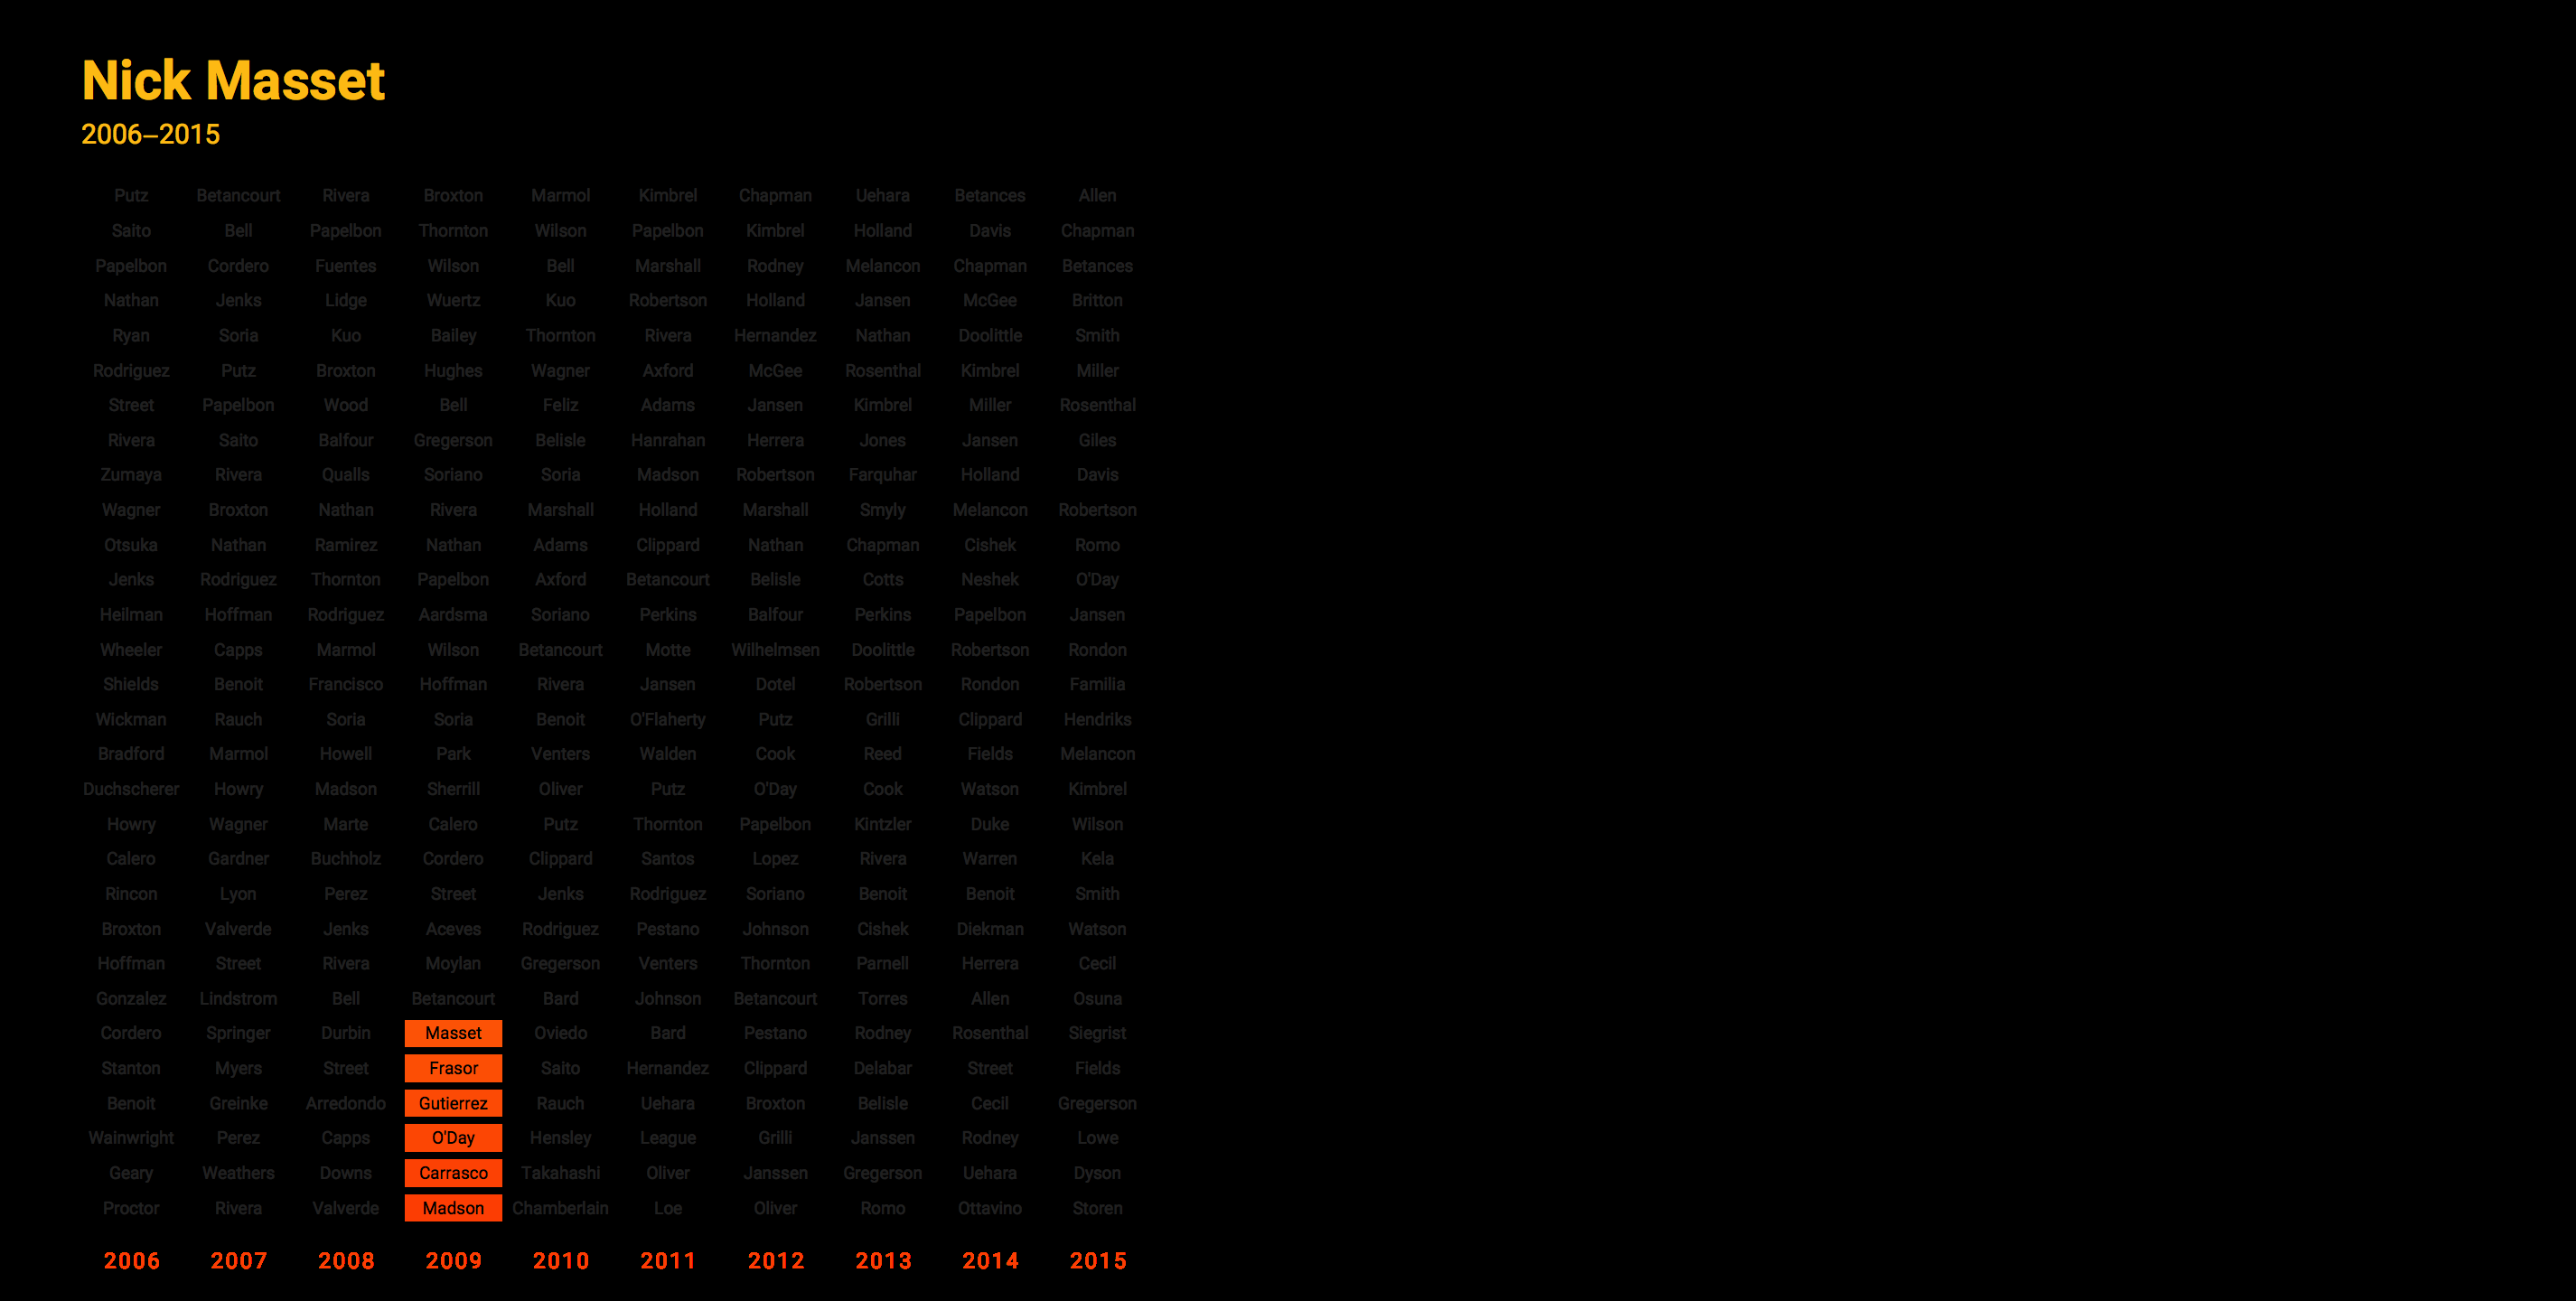 Nick Masset
2006–2015
Putz Betancourt Rivera Broxton Marmol Kimbrel Chapman Uehara Betances Allen
Saito Bell Papelbon Thornton Wilson Papelbon Kimbrel Holland Davis Chapman
Papelbon Cordero Fuentes Wilson Bell Marshall Rodney Melancon Chapman Betances
Nathan Jenks Lidge Wuertz Kuo Robertson Holland Jansen McGee Britton
Ryan Soria Kuo Bailey Thornton Rivera Hernandez Nathan Doolittle Smith
Rodriguez Putz Broxton Hughes Wagner Axford McGee Rosenthal Kimbrel Miller
Street Papelbon Wood Bell Feliz Adams Jansen Kimbrel Miller Rosenthal
Rivera Saito Balfour Gregerson Belisle Hanrahan Herrera Jones Jansen Giles
Zumaya Rivera Qualls Soriano Soria Madson Robertson Farquhar Holland Davis
Wagner Broxton Nathan Rivera Marshall Holland Marshall Smyly Melancon Robertson
Otsuka Nathan Ramirez Nathan Adams Clippard Nathan Chapman Cishek Romo
Jenks Rodriguez Thornton Papelbon Axford Betancourt Belisle Cotts Neshek O'Day
Heilman Hoffman Rodriguez Aardsma Soriano Perkins Balfour Perkins Papelbon Jansen
Wheeler Capps Marmol Wilson Betancourt Motte Wilhelmsen Doolittle Robertson Rondon
Shields Benoit Francisco Hoffman Rivera Jansen Dotel Robertson Rondon Familia
Wickman Rauch Soria Soria Benoit O'Flaherty Putz Grilli Clippard Hendriks
Bradford Marmol Howell Park Venters Walden Cook Reed Fields Melancon
Duchscherer Howry Madson Sherrill Oliver Putz O'Day Cook Watson Kimbrel
Howry Wagner Marte Calero Putz Thornton Papelbon Kintzler Duke Wilson
Calero Gardner Buchholz Cordero Clippard Santos Lopez Rivera Warren Kela
Rincon Lyon Perez Street Jenks Rodriguez Soriano Benoit Benoit Smith
Broxton Valverde Jenks Aceves Rodriguez Pestano Johnson Cishek Diekman Watson
Hoffman Street Rivera Moylan Gregerson Venters Thornton Parnell Herrera Cecil
Gonzalez Lindstrom Bell Betancourt Bard Johnson Betancourt Torres Allen Osuna
Cordero Springer Durbin Masset Oviedo Bard Pestano Rodney Rosenthal Siegrist
Stanton Myers Street Frasor Saito Hernandez Clippard Delabar Street Fields
Benoit Greinke Arredondo Gutierrez Rauch Uehara Broxton Belisle Cecil Gregerson
Wainwright Perez Capps O'Day Hensley League Grilli Janssen Rodney Lowe
Geary Weathers Downs Carrasco Takahashi Oliver Janssen Gregerson Uehara Dyson
Proctor Rivera Valverde Madson Chamberlain Loe Oliver Romo Ottavino Storen
2006 2007 2008 2009 2010 2011 2012 2013 2014 2015